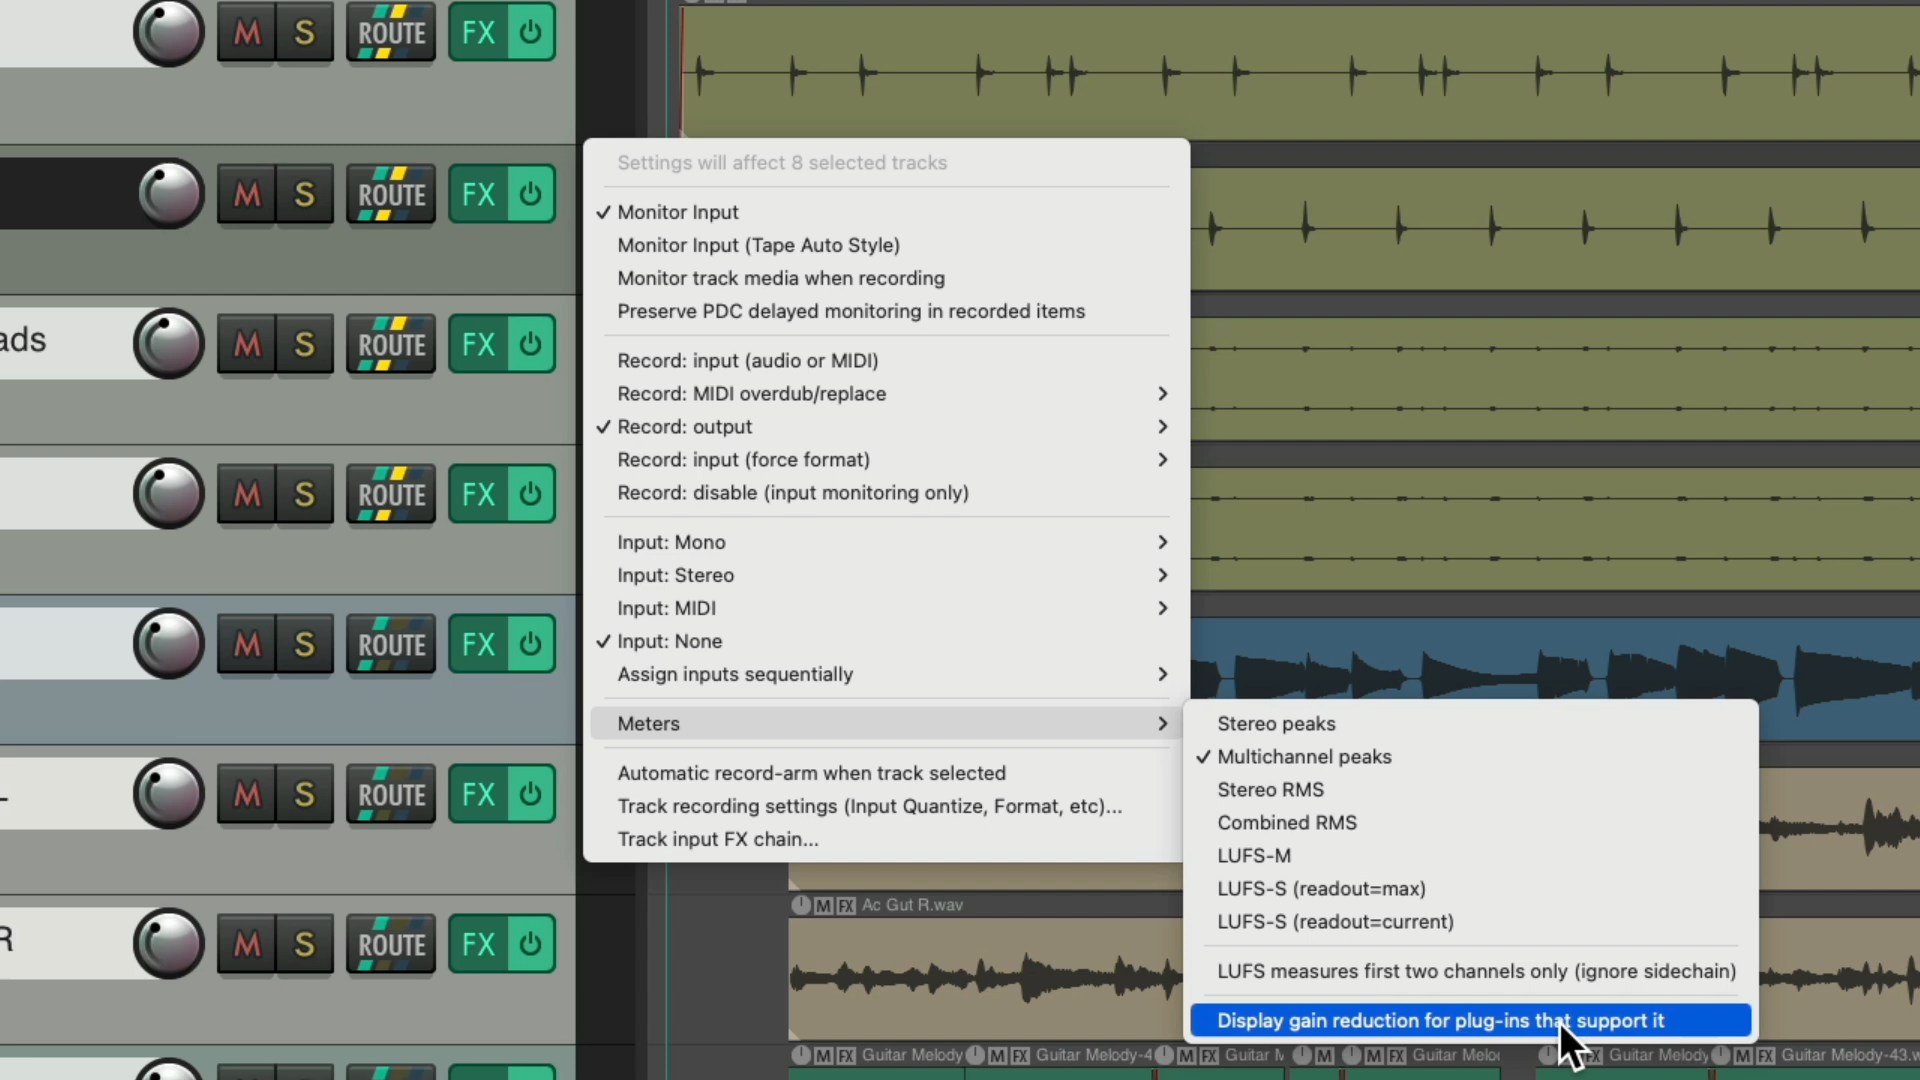 M S ROUTE FX
Settings will affect 8 selected tracks
✓ Monitor Input
Monitor Input (Tape Auto Style)
Monitor track media when recording
Preserve PDC delayed monitoring in recorded items
Record: input (audio or MIDI)
Record: MIDI overdub/replace
✓ Record: output
Record: input (force format)
Record: disable (input monitoring only)
Input: Mono
Input: Stereo
Input: MIDI
✓ Input: None
Assign inputs sequentially
Meters
Automatic record-arm when track selected
Track recording settings (Input Quantize, Format, etc)...
Track input FX chain...
Stereo peaks
✓ Multichannel peaks
Stereo RMS
Combined RMS
LUFS-M
LUFS-S (readout=max)
LUFS-S (readout=current)
LUFS measures first two channels only (ignore sidechain)
Display gain reduction for plug-ins that support it
M S ROUTE FX
ads M S ROUTE FX
M S ROUTE FX
M S ROUTE FX
M S ROUTE FX
R M S ROUTE FX
M FX Ac Gut R.wav
M FX Guitar Melody M FX Guitar Melody-4 M FX Guitar M M FX Guitar Melo FX Guitar Melody M FX Guitar Melody-43.w